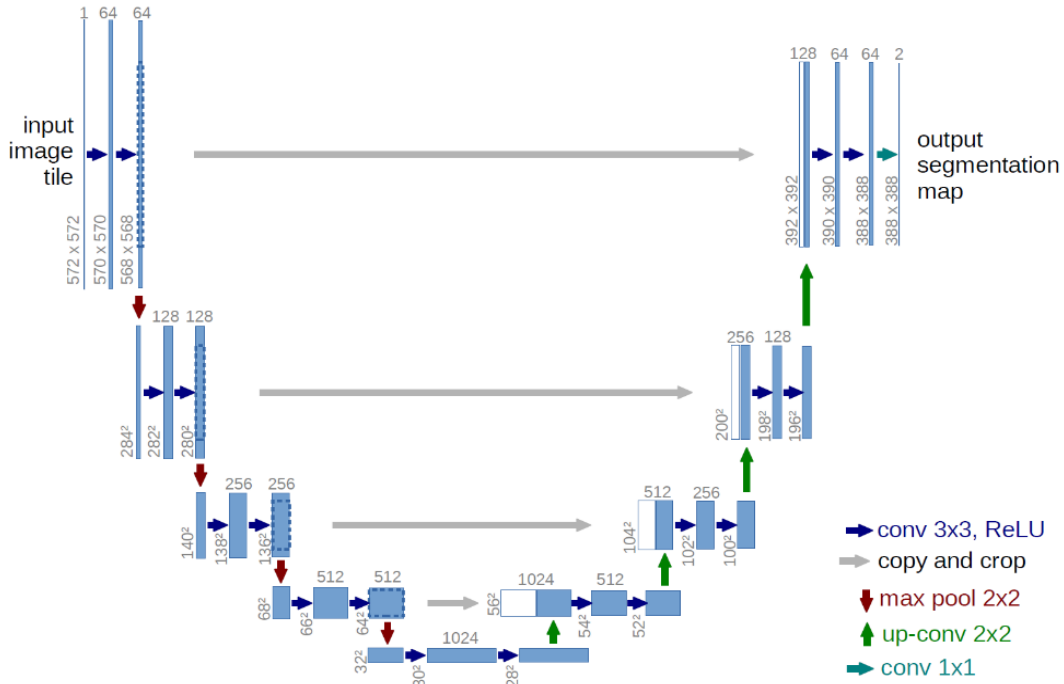 1 64 64
128 64 64 2
input
image
tile
output
segmentation
map
572 x 572
570 x 570
568 x 568
392 x 392
390 x 390
388 x 388
388 x 388
128 128
256 128
284²
282²
280²
200²
198²
196²
256 256
512 256
140²
138²
136²
104²
102²
100²
512 512
1024 512
68²
66²
64²
56²
54²
52²
1024
32²
30²
28²
conv 3x3, ReLU
copy and crop
max pool 2x2
up-conv 2x2
conv 1x1